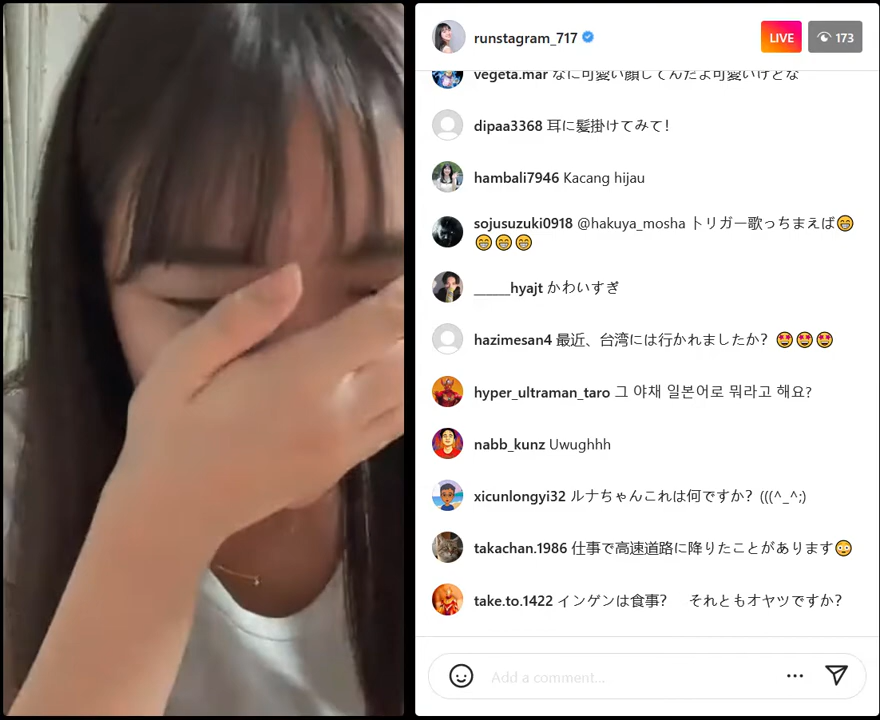 runstagram_717
LIVE
173
vegeta.mar なに可愛い顔してんだよ可愛いけどな
dipaa3368 耳に髪掛けてみて！
hambali7946 Kacang hijau
sojusuzuki0918 @hakuya_mosha トリガー歌っちまえば😁
😁😁😁
______hyajt かわいすぎ
hazimesan4 最近、台湾には行かれましたか？ 🤩🤩🤩
hyper_ultraman_taro 그 야채 일본어로 뭐라고 해요?
nabb_kunz Uwughhh
xicunlongyi32 ルナちゃんこれは何ですか？(((^_^;)
takachan.1986 仕事で高速道路に降りたことがあります😳
take.to.1422 インゲンは食事？　それともオヤツですか？
Add a comment...